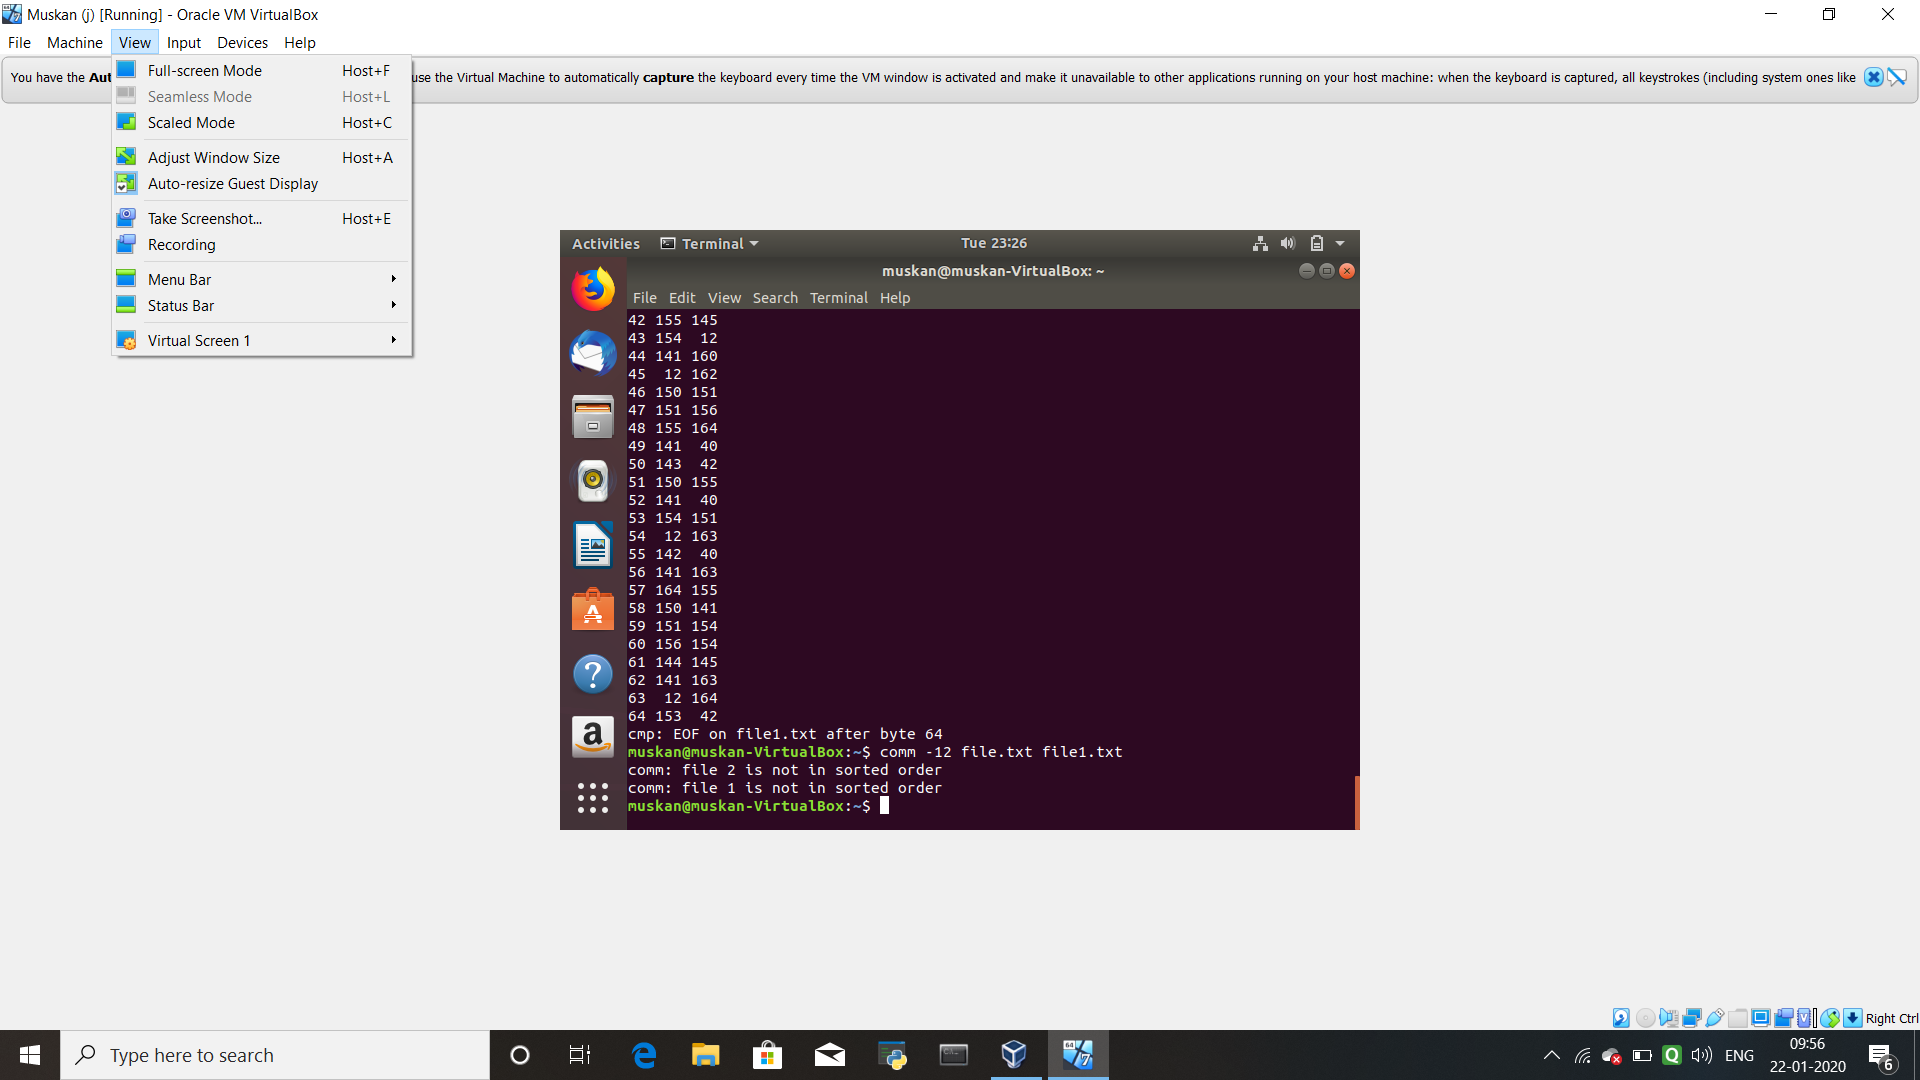 Muskan (j) [Running] - Oracle VM VirtualBox
File Machine View Input Devices Help
You have the Aut use the Virtual Machine to automatically capture the keyboard every time the VM window is activated and make it unavailable to other applications running on your host machine: when the keyboard is captured, all keystrokes (including system ones like
Full-screen Mode Host+F
Seamless Mode Host+L
Scaled Mode Host+C
Adjust Window Size Host+A
Auto-resize Guest Display
Take Screenshot... Host+E
Recording
Menu Bar
Status Bar
Virtual Screen 1
Activities Terminal Tue 23:26
muskan@muskan-VirtualBox: ~
File Edit View Search Terminal Help
42 155 145
43 154  12
44 141 160
45  12 162
46 150 151
47 151 156
48 155 164
49 141  40
50 143  42
51 150 155
52 141  40
53 154 151
54  12 163
55 142  40
56 141 163
57 164 155
58 150 141
59 151 154
60 156 154
61 144 145
62 141 163
63  12 164
64 153  42
cmp: EOF on file1.txt after byte 64
muskan@muskan-VirtualBox:~$ comm -12 file.txt file1.txt
comm: file 2 is not in sorted order
comm: file 1 is not in sorted order
muskan@muskan-VirtualBox:~$
Right Ctrl
Type here to search
ENG
09:56
22-01-2020
6